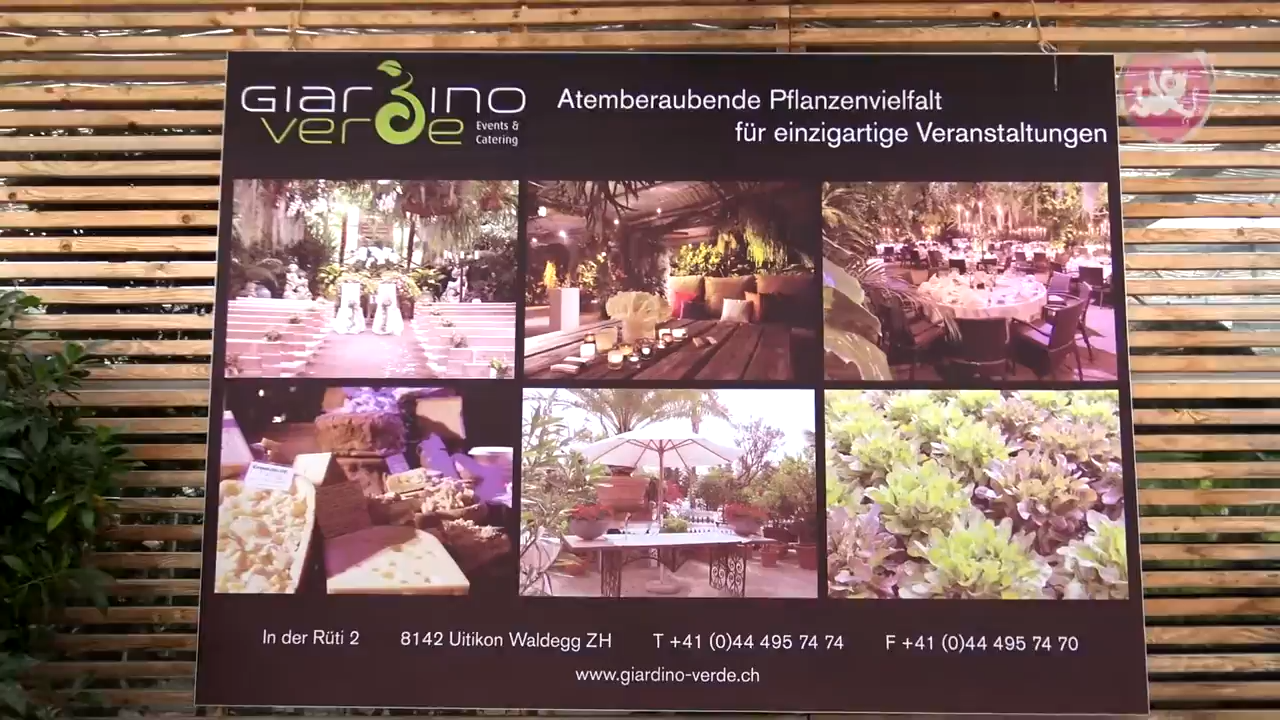 Giardino
verde
Events &
Catering
Atemberaubende Pflanzenvielfalt
für einzigartige Veranstaltungen
In der Rüti 2 8142 Uitikon Waldegg ZH T +41 (0)44 495 74 74 F +41 (0)44 495 74 70
www.giardino-verde.ch